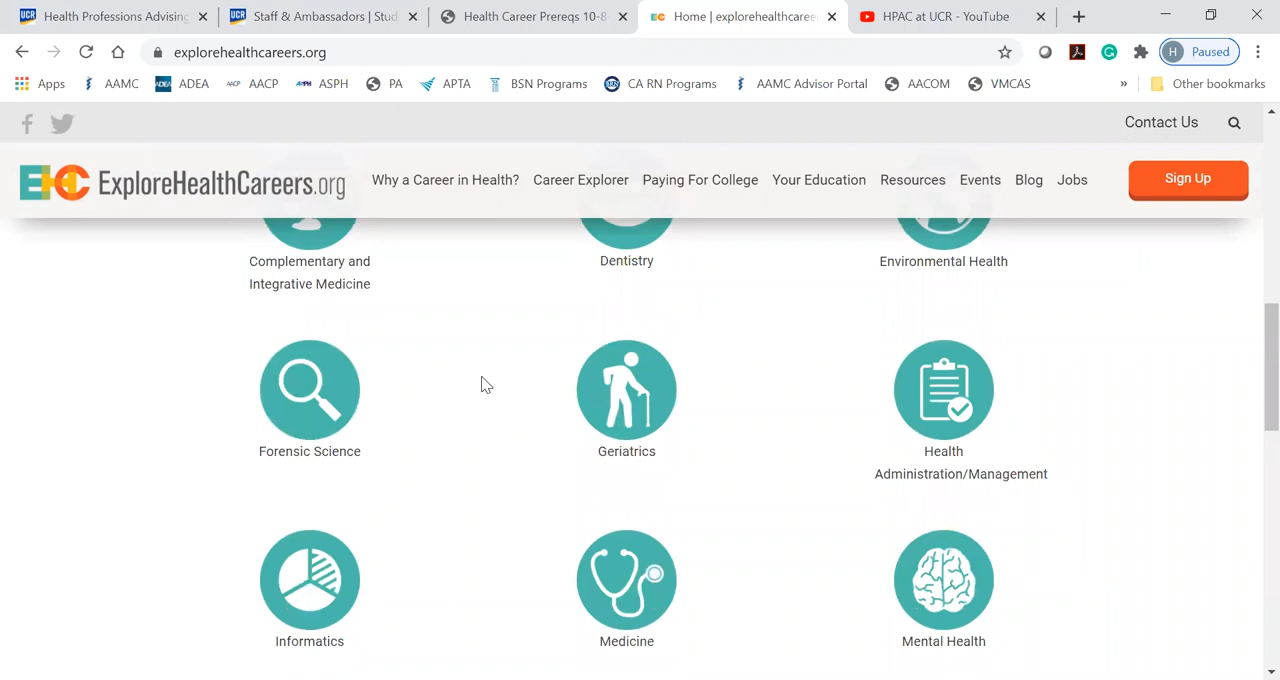 Health Professions Advising
Staff & Ambassadors | Stud
Health Career Prereqs 10-8
Home | explorehealthcareer
HPAC at UCR - YouTube
explorehealthcareers.org
H Paused
Apps AAMC ADEA AACP ASPH PA APTA BSN Programs CA RN Programs AAMC Advisor Portal AACOM VMCAS » Other bookmarks
Contact Us
EHC ExploreHealthCareers.org
Why a Career in Health? Career Explorer Paying For College Your Education Resources Events Blog Jobs
Sign Up
Complementary and
Integrative Medicine
Dentistry
Environmental Health
Forensic Science
Geriatrics
Health
Administration/Management
Informatics
Medicine
Mental Health